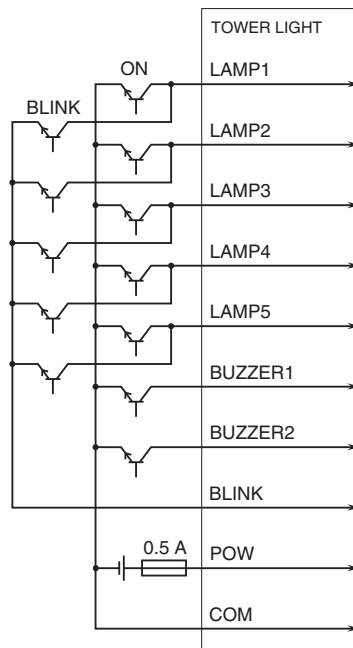 TOWER LIGHT
ON
LAMP1
BLINK
LAMP2
LAMP3
LAMP4
LAMP5
BUZZER1
BUZZER2
BLINK
0.5 A
POW
COM